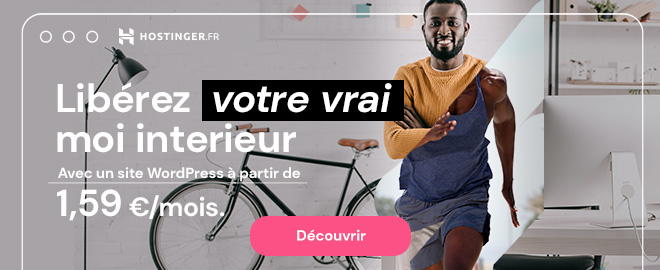 HOSTINGER.FR
Libérez votre vrai
moi interieur
Avec un site WordPress à partir de
1,59 €/mois.
Découvrir